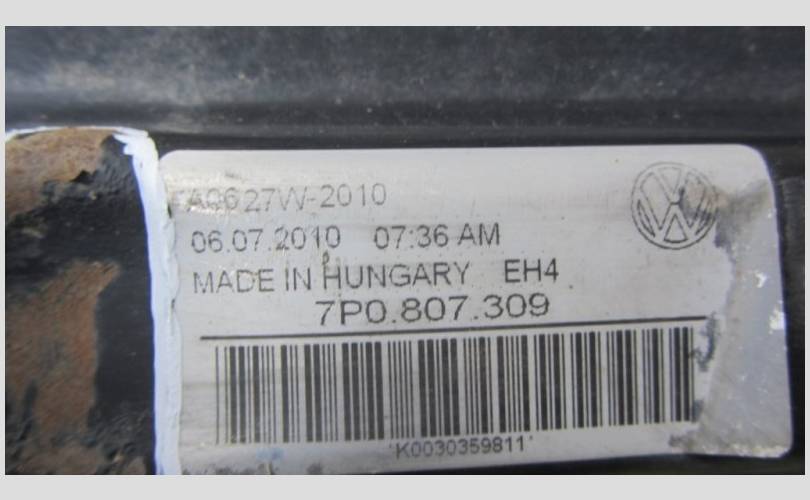 A0627W-2010
06.07.2010 07:36 AM
MADE IN HUNGARY EH4
7P0.807.309
*K0030359811*